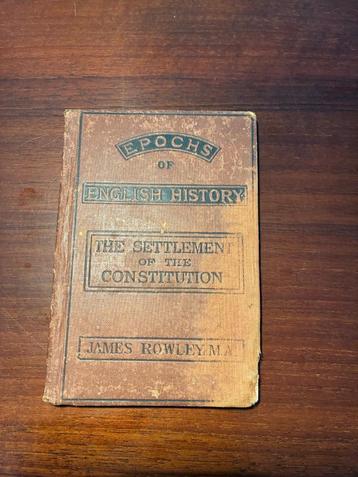 EPOCHS
OF
ENGLISH HISTORY
THE SETTLEMENT
OF THE
CONSTITUTION
JAMES ROWLEY, M.A.